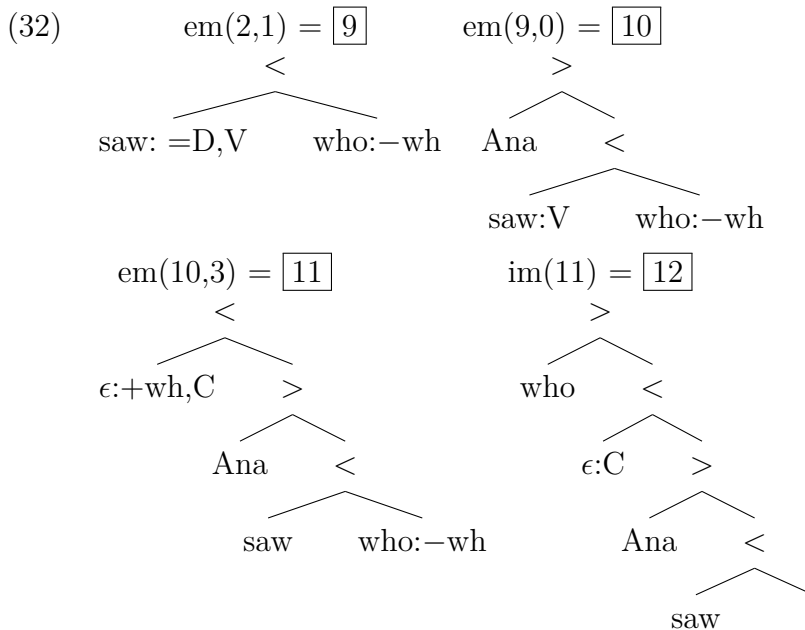 (32) em(2,1) = 9 em(9,0) = 10
< >
saw: =D,V who:−wh Ana <
saw:V who:−wh
em(10,3) = 11 im(11) = 12
< >
ϵ:+wh,C > who <
Ana < ϵ:C >
saw who:−wh Ana <
saw